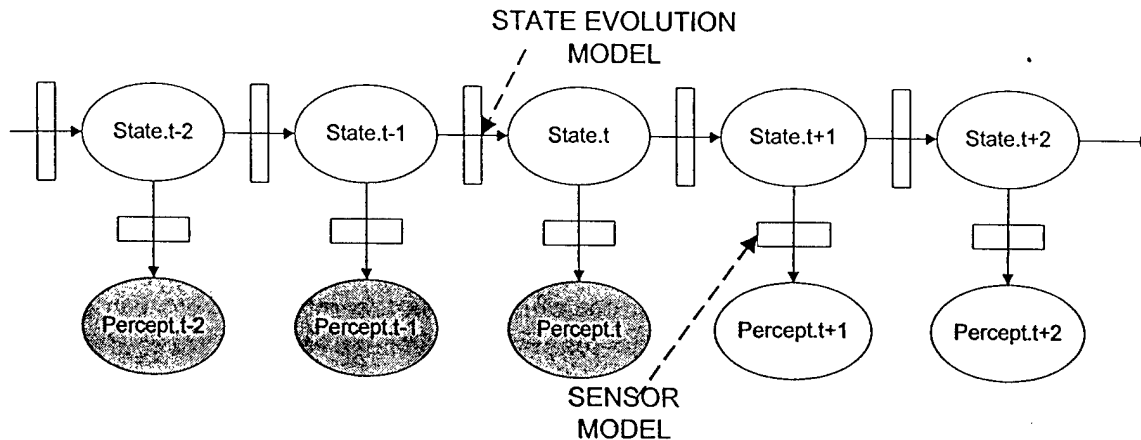 STATE EVOLUTION
MODEL
State.t-2
State.t-1
State.t
State.t+1
State.t+2
Percept.t-2
Percept.t-1
Percept.t
Percept.t+1
Percept.t+2
SENSOR
MODEL